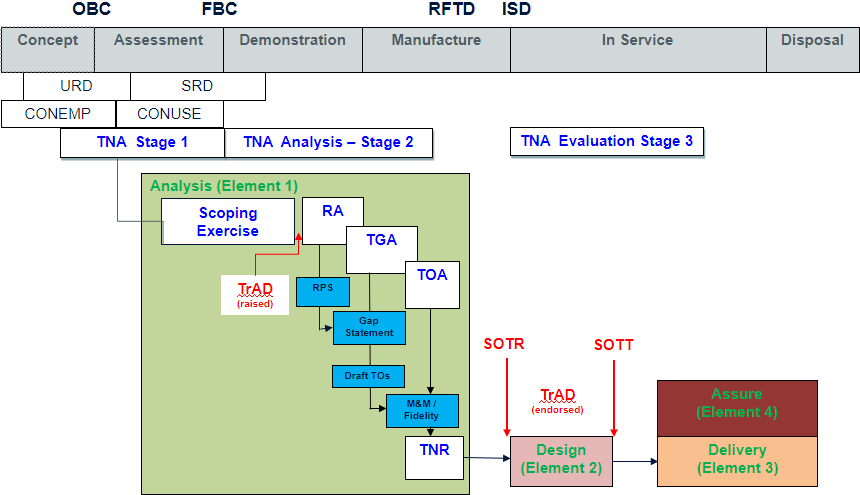 OBC FBC RFTD ISD
Concept Assessment Demonstration Manufacture In Service Disposal
URD SRD
CONEMP CONUSE
TNA Stage 1 TNA Analysis – Stage 2 TNA Evaluation Stage 3
Analysis (Element 1)
Scoping
Exercise
RA
TGA
TOA
TrAD
(raised)
RPS
Gap
Statement
Draft TOs
M&M /
Fidelity
TNR
SOTR
SOTT
TrAD
(endorsed)
Design
(Element 2)
Assure
(Element 4)
Delivery
(Element 3)